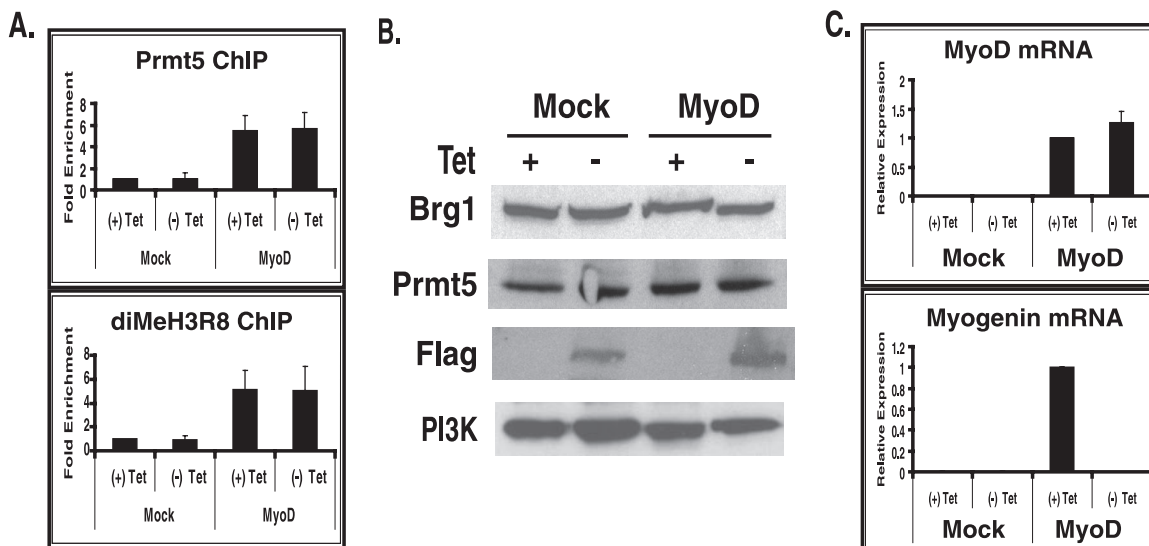 A.
Prmt5 ChIP
Fold Enrichment
8
6
4
2
0
(+) Tet (-) Tet (+) Tet (-) Tet
Mock MyoD
diMeH3R8 ChIP
Fold Enrichment
8
6
4
2
0
(+) Tet (-) Tet (+) Tet (-) Tet
Mock MyoD
B.
Mock MyoD
Tet + - + -
Brg1
Prmt5
Flag
PI3K
C.
MyoD mRNA
Relative Expression
2
1.5
1
0.5
0
(+) Tet (-) Tet (+) Tet (-) Tet
Mock MyoD
Myogenin mRNA
Relative Expression
1.2
1
0.8
0.6
0.4
0.2
0
(+) Tet (-) Tet (+) Tet (-) Tet
Mock MyoD